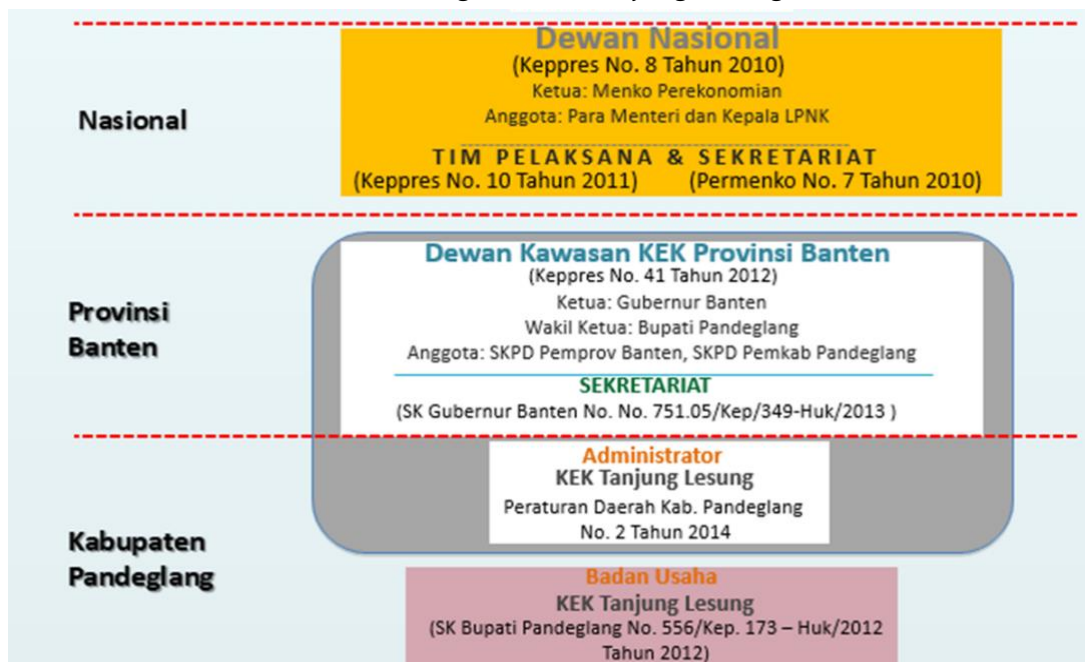 Dewan Nasional
(Keppres No. 8 Tahun 2010)
Ketua: Menko Perekonomian
Anggota: Para Menteri dan Kepala LPNK
Nasional
TIM PELAKSANA & SEKRETARIAT
(Keppres No. 10 Tahun 2011) (Permenko No. 7 Tahun 2010)
Dewan Kawasan KEK Provinsi Banten
(Keppres No. 41 Tahun 2012)
Ketua: Gubernur Banten
Wakil Ketua: Bupati Pandeglang
Anggota: SKPD Pemprov Banten, SKPD Pemkab Pandeglang
Provinsi
Banten
SEKRETARIAT
(SK Gubernur Banten No. No. 751.05/Kep/349-Huk/2013 )
Administrator
KEK Tanjung Lesung
Peraturan Daerah Kab. Pandeglang
No. 2 Tahun 2014
Kabupaten
Pandeglang
Badan Usaha
KEK Tanjung Lesung
(SK Bupati Pandeglang No. 556/Kep. 173 – Huk/2012
Tahun 2012)